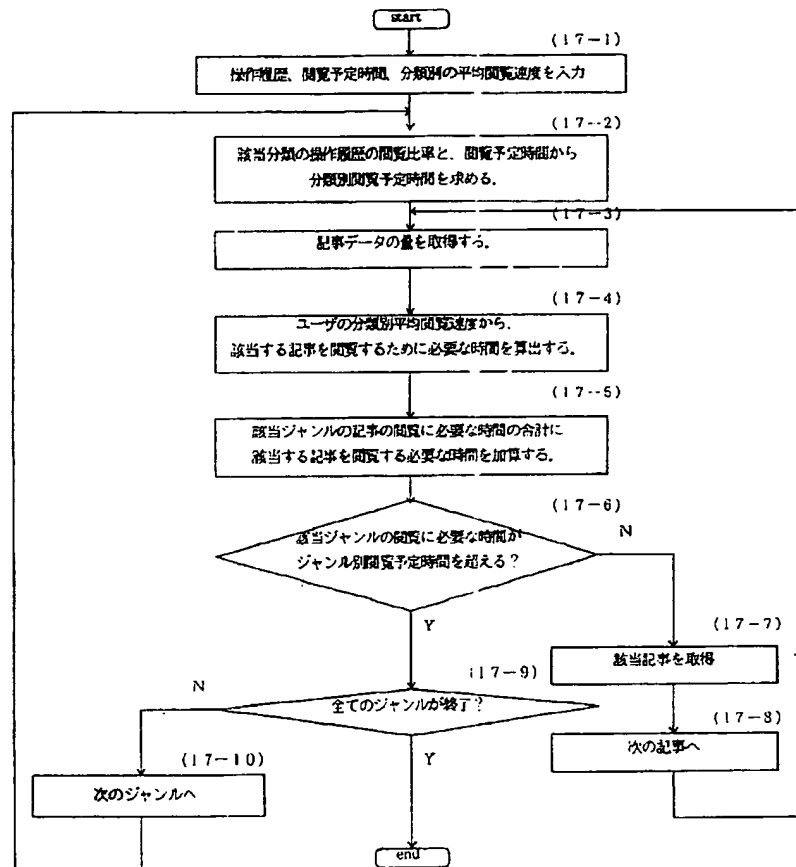 start
(17-1)
操作履歴、閲覧予定時間、分類別の平均閲覧速度を入力
(17-2)
該当分類の操作履歴の閲覧比率と、閲覧予定時間から
分類別閲覧予定時間を求める。
(17-3)
記事データの量を取得する。
(17-4)
ユーザの分類別平均閲覧速度から、
該当する記事を閲覧するために必要な時間を算出する。
(17-5)
該当ジャンルの記事の閲覧に必要な時間の合計に
該当する記事を閲覧する必要な時間を加算する。
(17-6)
該当ジャンルの閲覧に必要な時間が
ジャンル別閲覧予定時間を超える?
N
Y
(17-7)
該当記事を取得
(17-9)
全てのジャンルが終了?
N
Y
(17-8)
次の記事へ
(17-10)
次のジャンルへ
end